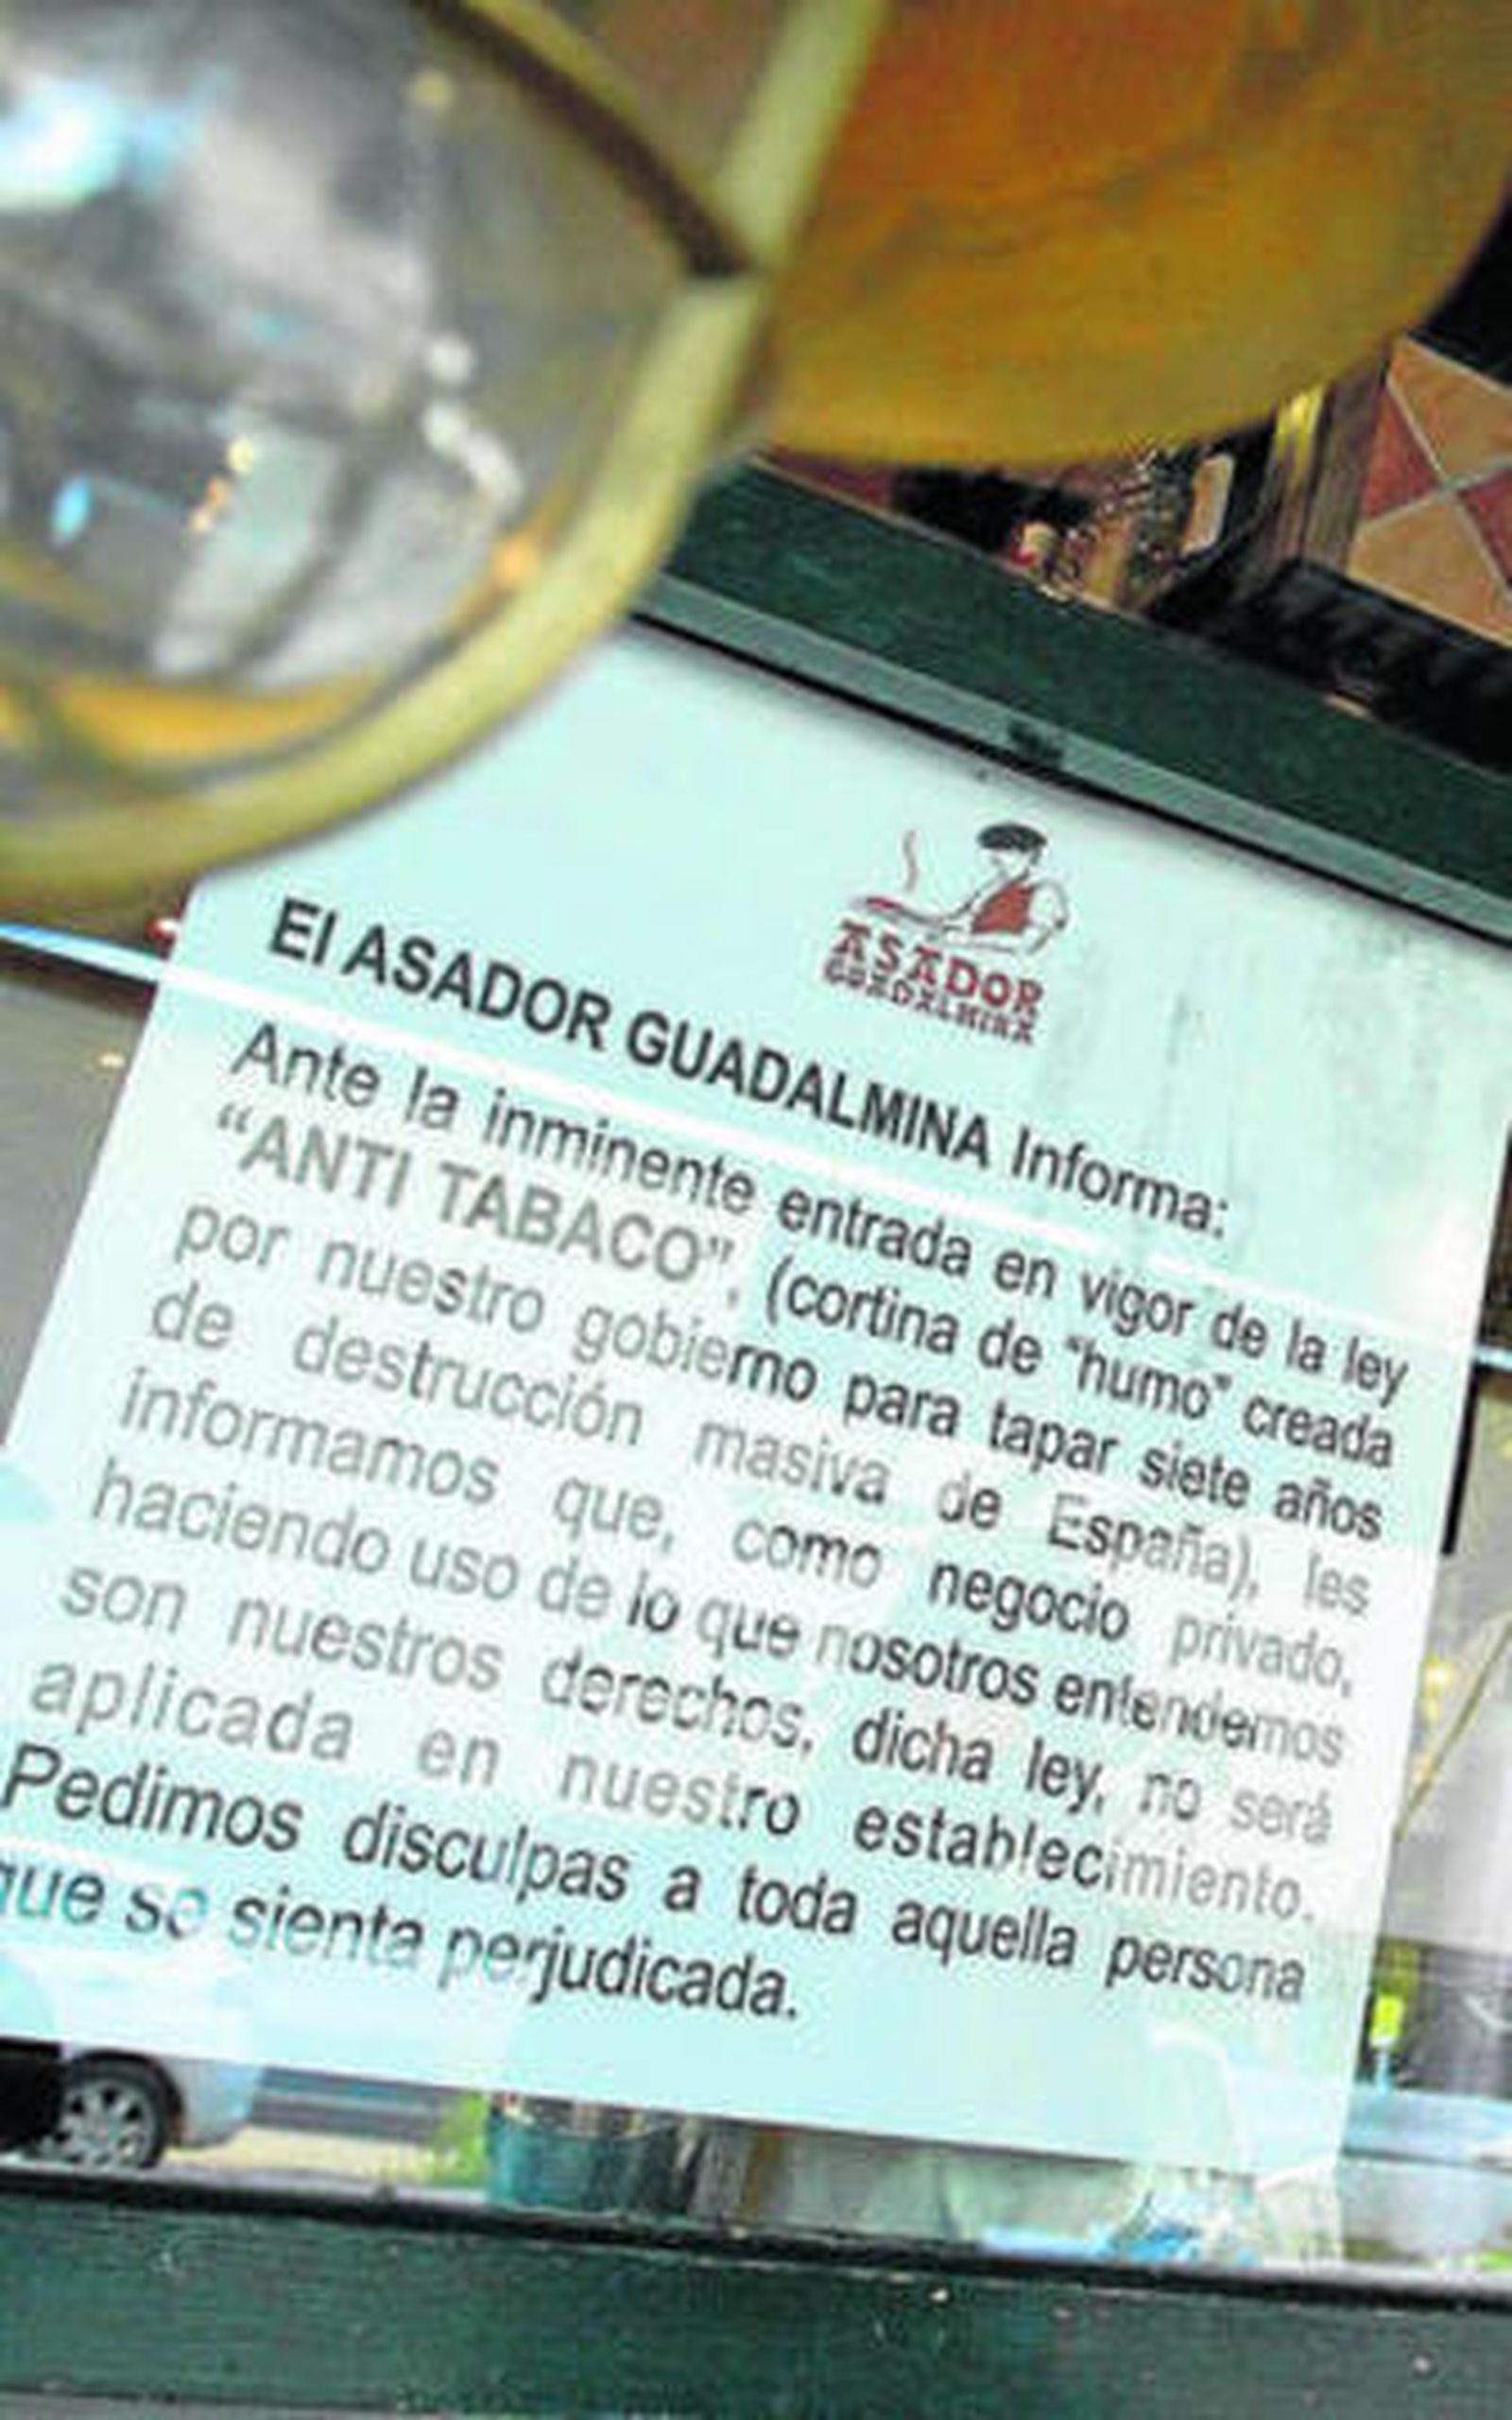 ASADOR
GUADALMINA
El ASADOR GUADALMINA Informa:
Ante la inminente entrada en vigor de la ley
“ANTI TABACO”, (cortina de “humo” creada
por nuestro gobierno para tapar siete años
de destrucción masiva de España), les
informamos que, como negocio privado,
haciendo uso de lo que nosotros entendemos
son nuestros derechos, dicha ley, no será
aplicada en nuestro establecimiento.
Pedimos disculpas a toda aquella persona
que se sienta perjudicada.